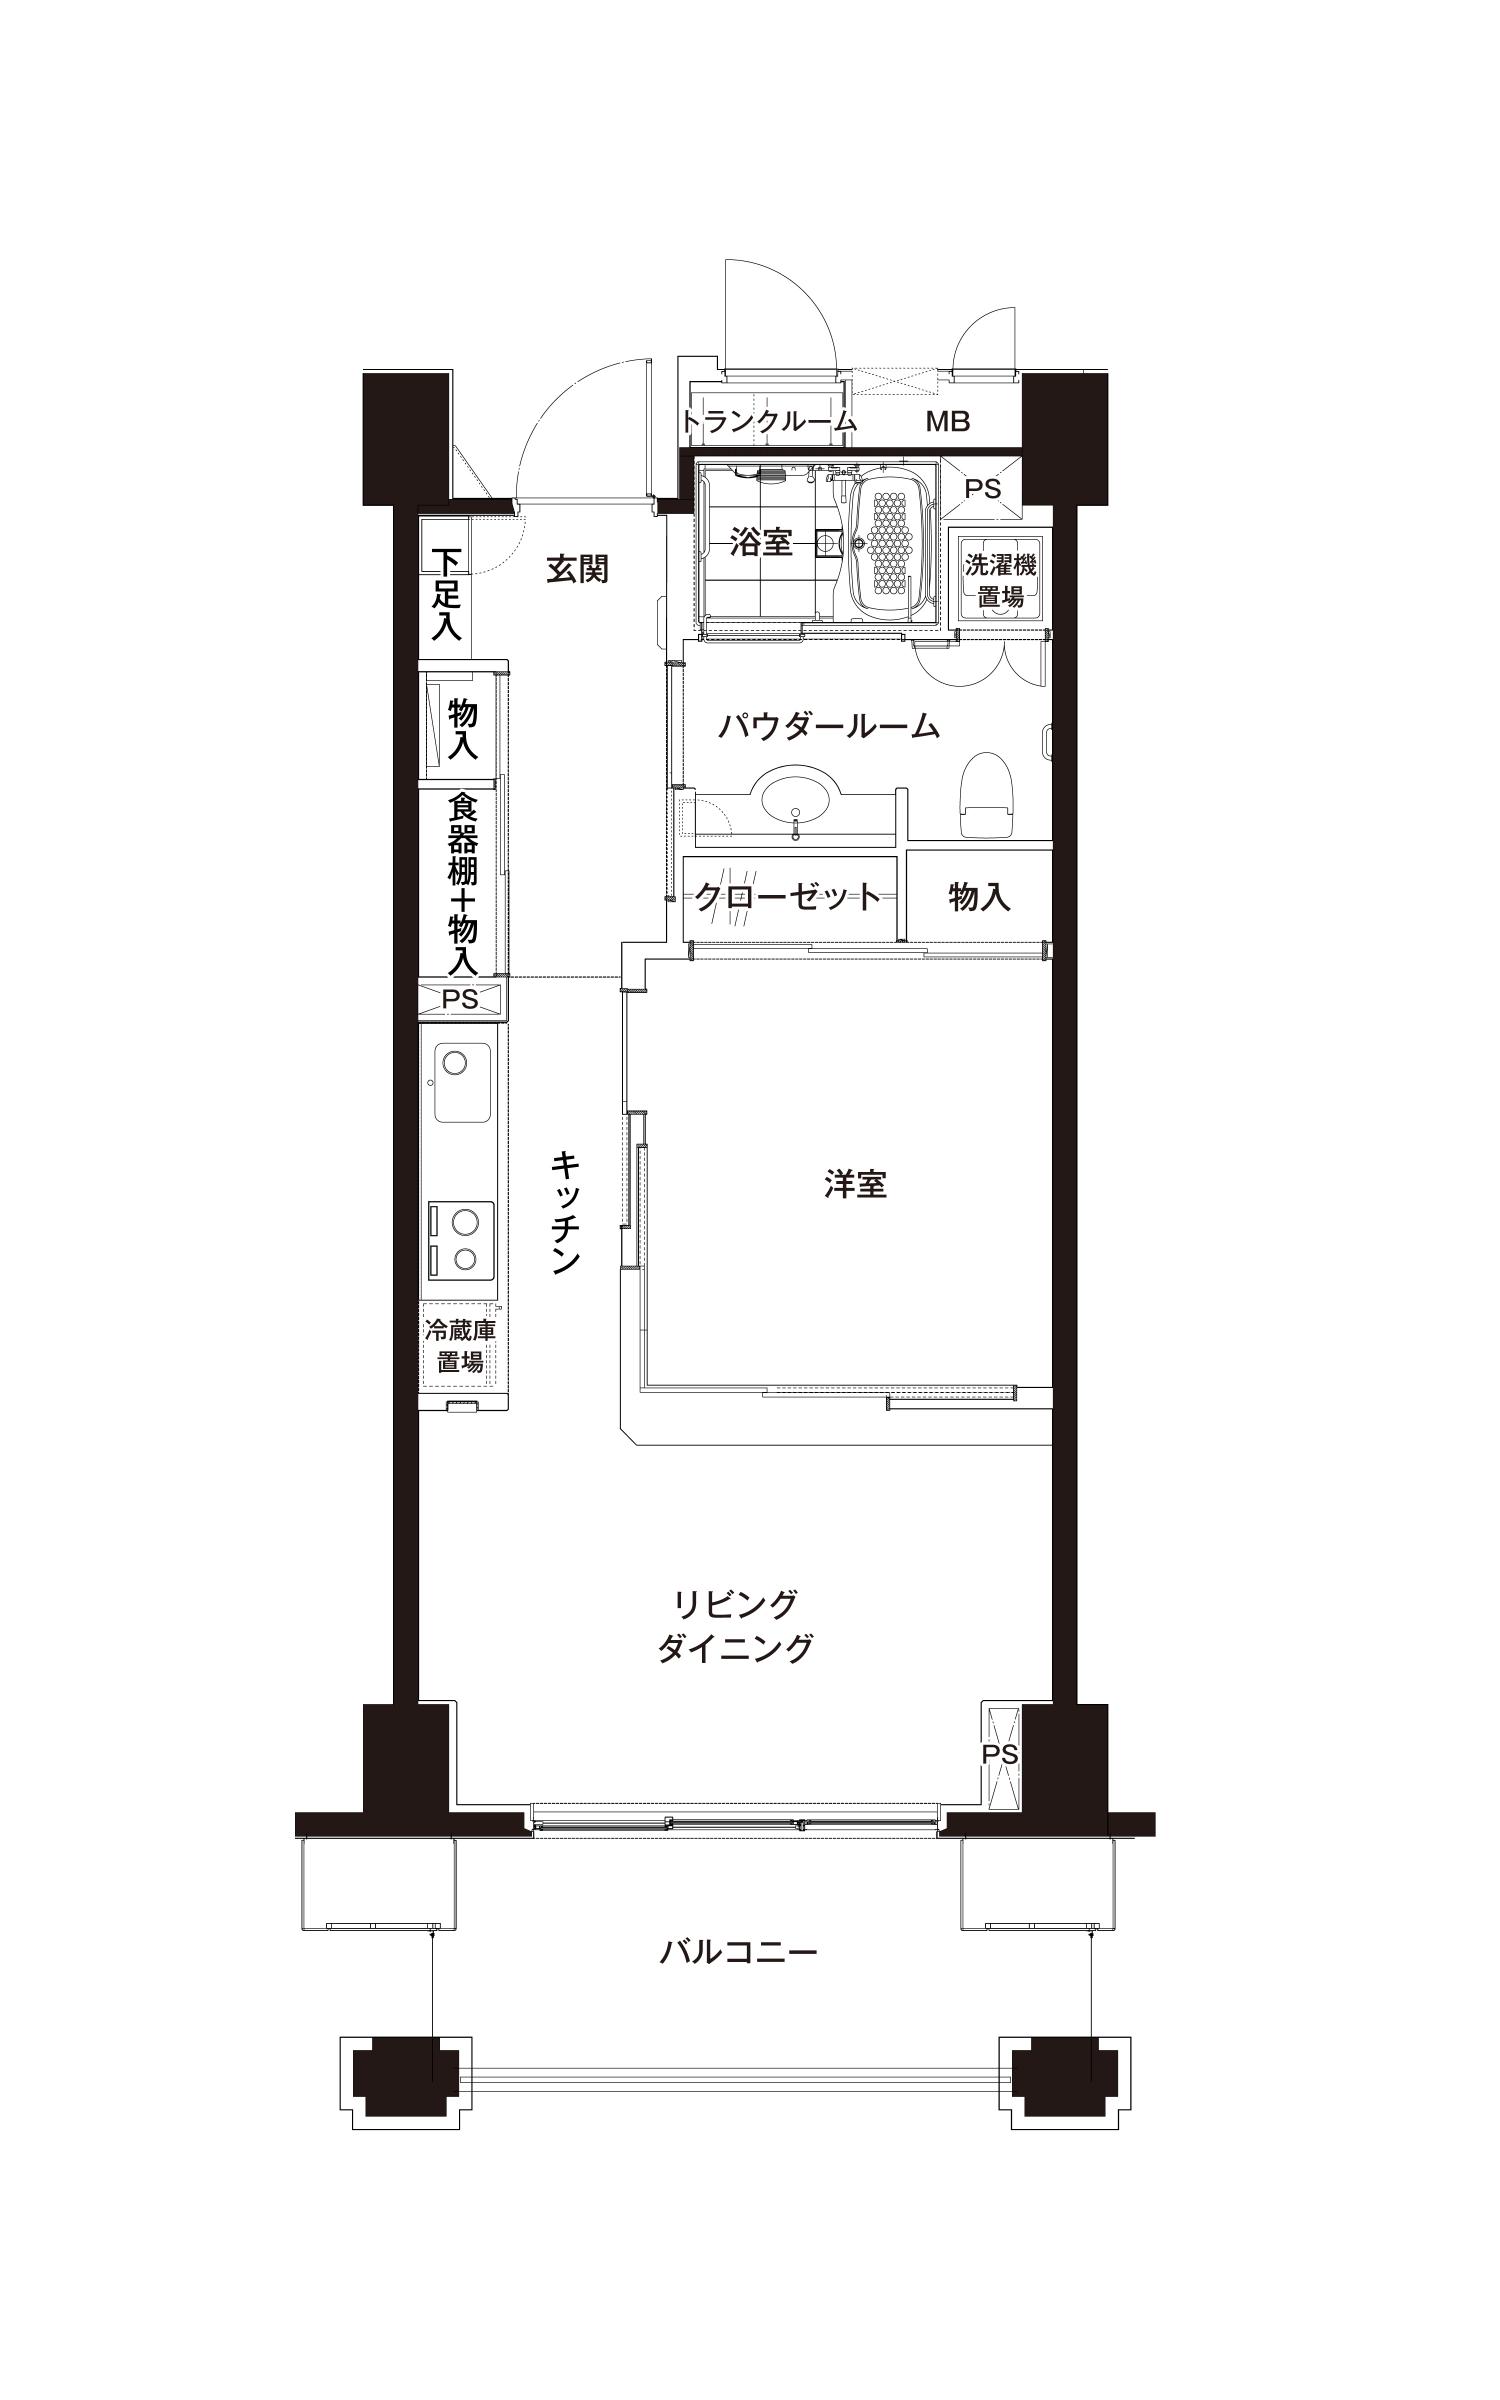 トランクルーム
MB
PS
浴室
洗濯機
置場
玄関
下足入
物入
パウダールーム
食器棚＋物入
クローゼット
物入
PS
キッチン
洋室
冷蔵庫
置場
リビング
ダイニング
PS
バルコニー